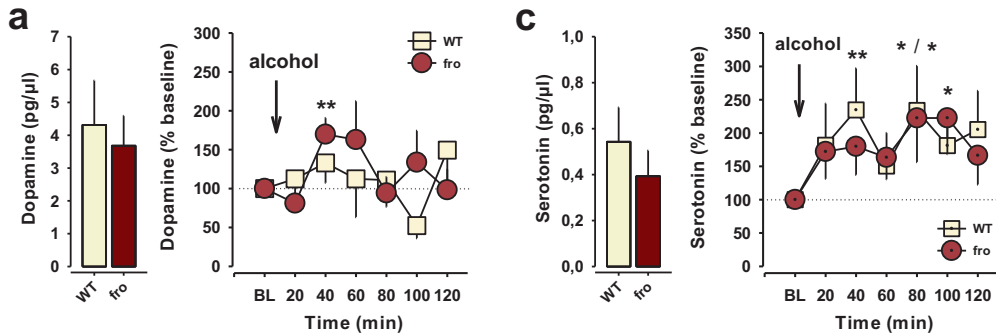 a
Dopamine (pg/µl)
7
6
5
4
3
2
1
0
WT
fro
Dopamine (% baseline)
300
250
200
150
100
50
0
alcohol
**
WT
fro
BL 20 40 60 80 100 120
Time (min)
c
Serotonin (pg/µl)
1,0
0,8
0,6
0,4
0,2
0,0
WT
fro
Serotonin (% baseline)
350
300
250
200
150
100
50
0
alcohol
**
* / *
*
WT
fro
BL 20 40 60 80 100 120
Time (min)